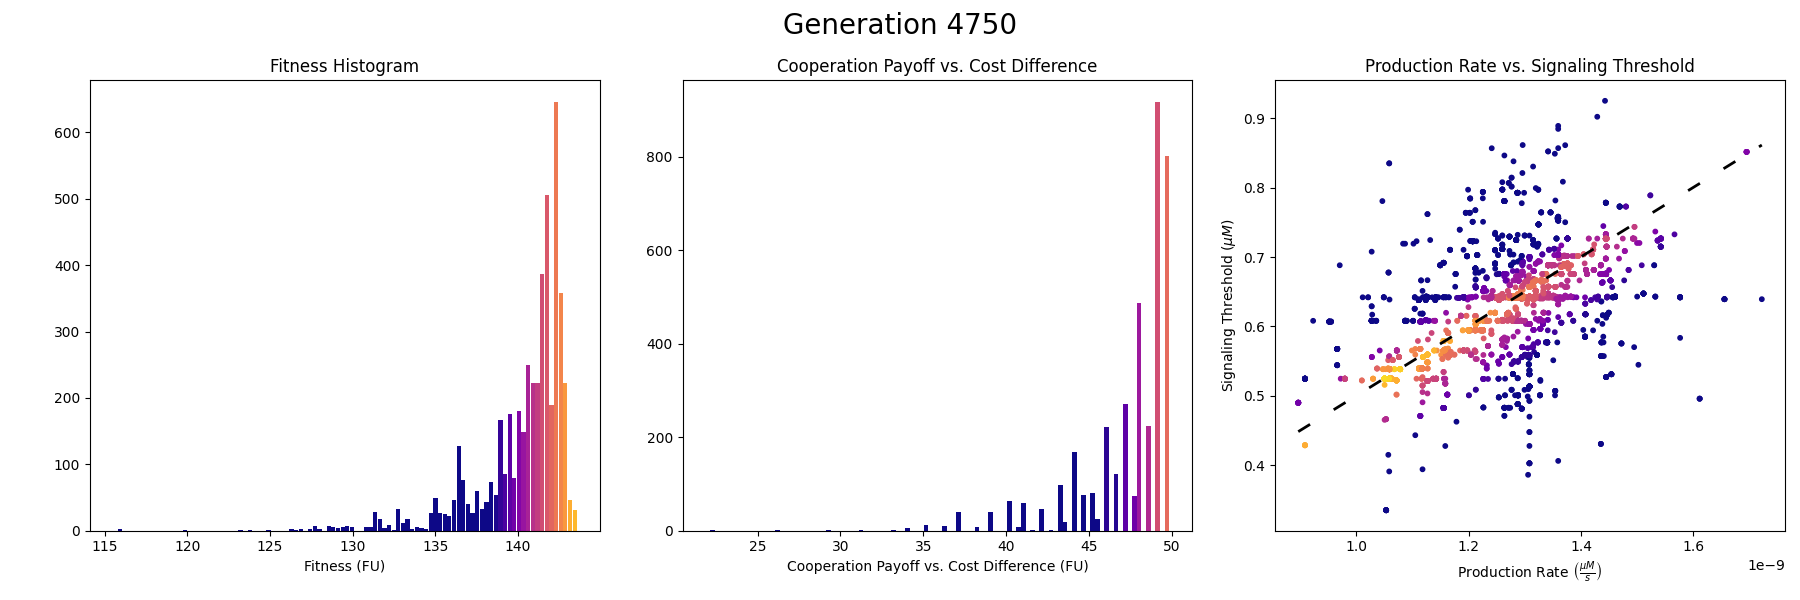 Generation 4750
Fitness Histogram
600
500
400
300
200
100
0
115 120 125 130 135 140
Fitness (FU)
Cooperation Payoff vs. Cost Difference
800
600
400
200
0
25 30 35 40 45 50
Cooperation Payoff vs. Cost Difference (FU)
Production Rate vs. Signaling Threshold
Signaling Threshold (μM)
0.9
0.8
0.7
0.6
0.5
0.4
1.0 1.2 1.4 1.6
1e−9
Production Rate (μM/s)